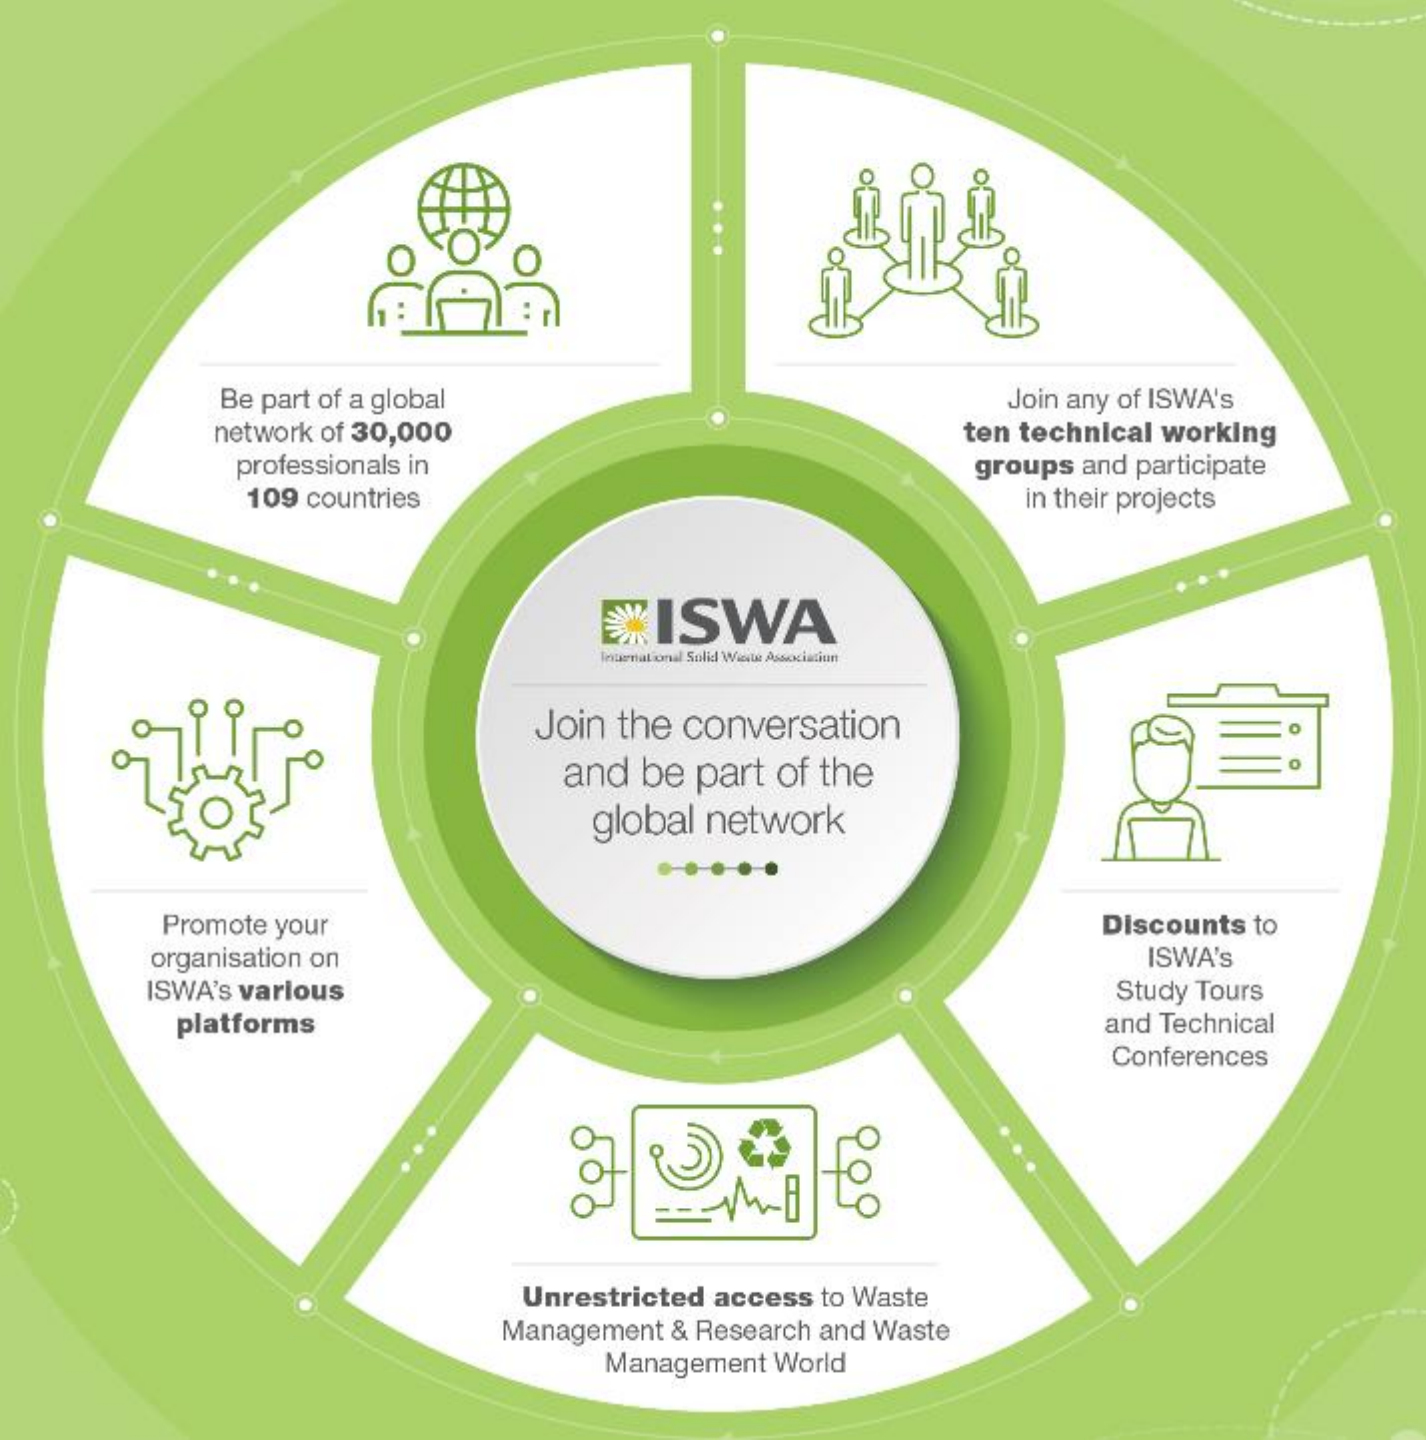 Be part of a global
network of 30,000
professionals in
109 countries
Join any of ISWA's
ten technical working
groups and participate
in their projects
ISWA
International Solid Waste Association
Join the conversation
and be part of the
global network
Promote your
organisation on
ISWA's various
platforms
Discounts to
ISWA's
Study Tours
and Technical
Conferences
Unrestricted access to Waste
Management & Research and Waste
Management World